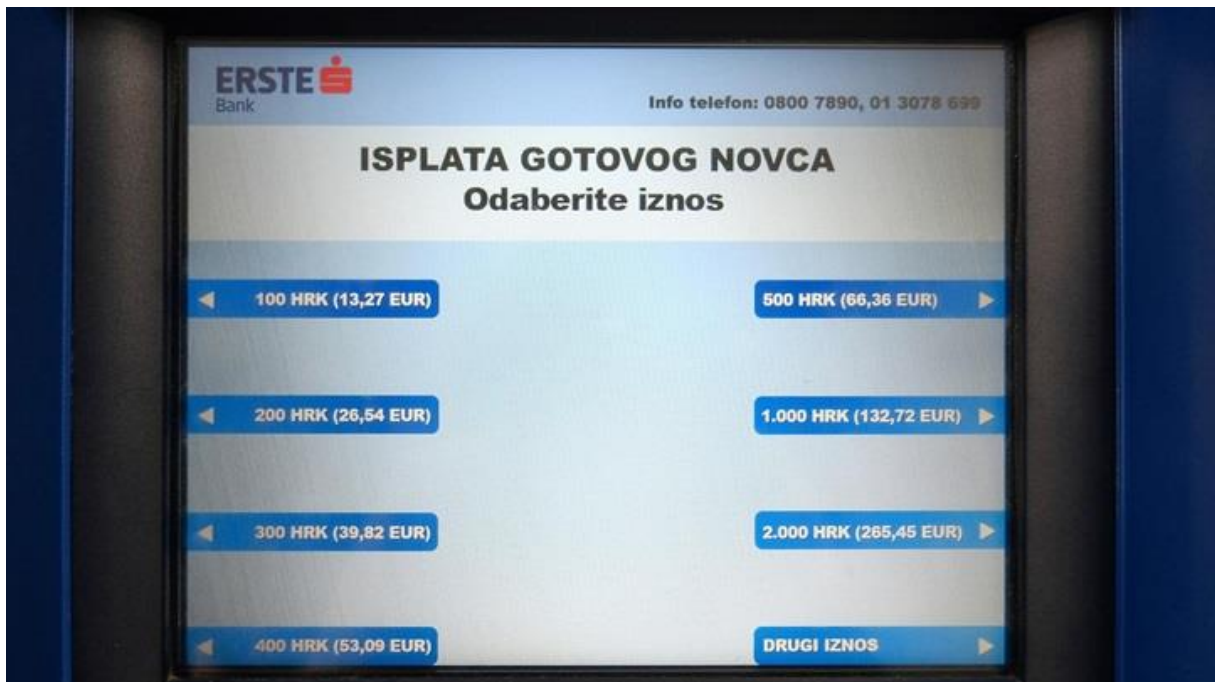 ERSTE
Bank
Info telefon: 0800 7890, 01 3078 699
ISPLATA GOTOVOG NOVCA
Odaberite iznos
100 HRK (13,27 EUR)
500 HRK (66,36 EUR)
200 HRK (26,54 EUR)
1.000 HRK (132,72 EUR)
300 HRK (39,82 EUR)
2.000 HRK (265,45 EUR)
400 HRK (53,09 EUR)
DRUGI IZNOS